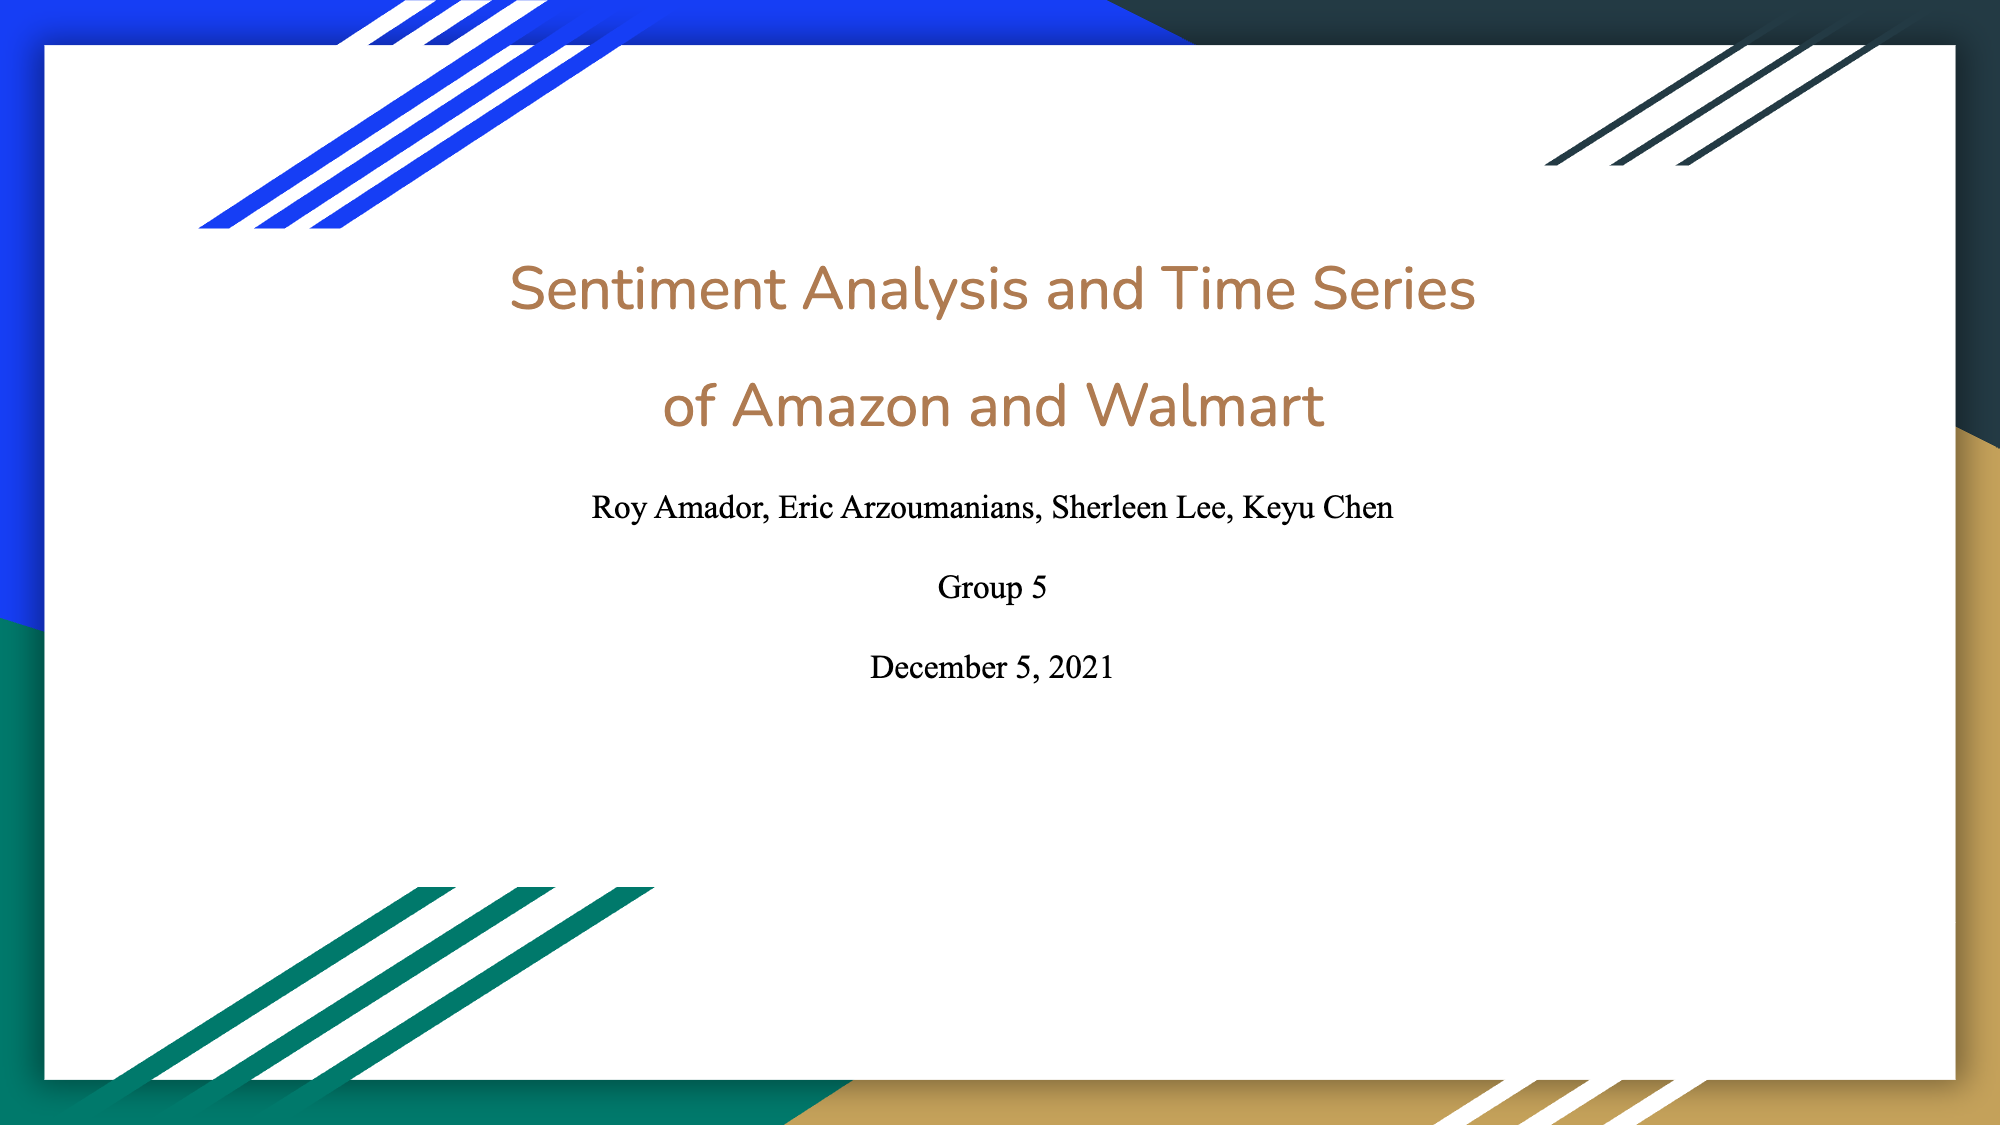 Sentiment Analysis and Time Series
of Amazon and Walmart
Roy Amador, Eric Arzoumanians, Sherleen Lee, Keyu Chen
Group 5
December 5, 2021